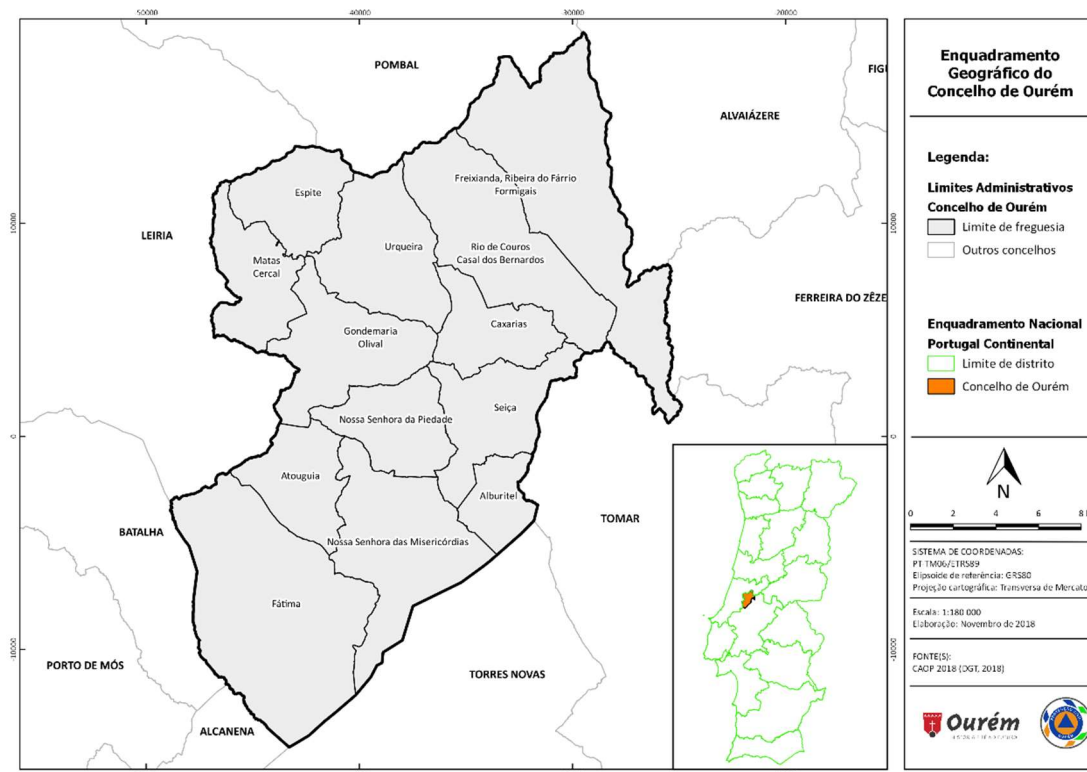 -50000
-40000
-30000
-20000
POMBAL
FIGI
ALVAIÁZERE
10000
10000
Espite
Freixianda, Ribeira do Fárrio
Formigais
LEIRIA
Urqueira
Rio de Couros
Casal dos Bernardos
Matas
Cercal
FERREIRA DO ZÊZE
Gondemaria
Olival
Caxarias
Seiça
Nossa Senhora da Piedade
0
0
Atouguia
Alburitel
BATALHA
TOMAR
Nossa Senhora das Misericórdias
Fátima
-10000
-10000
PORTO DE MÓS
TORRES NOVAS
ALCANENA
Enquadramento
Geográfico do
Concelho de Ourém
Legenda:
Limites Administrativos
Concelho de Ourém
Limite de freguesia
Outros concelhos
Enquadramento Nacional
Portugal Continental
Limite de distrito
Concelho de Ourém
N
0 2 4 6 8
SISTEMA DE COORDENADAS:
PT TM06/ETRS89
Elipsoide de referência: GRS80
Projeção cartográfica: Transversa de Mercato
Escala: 1:180 000
Elaboração: Novembro de 2018
FONTE(S):
CAOP 2018 (DGT, 2018)
Ourém